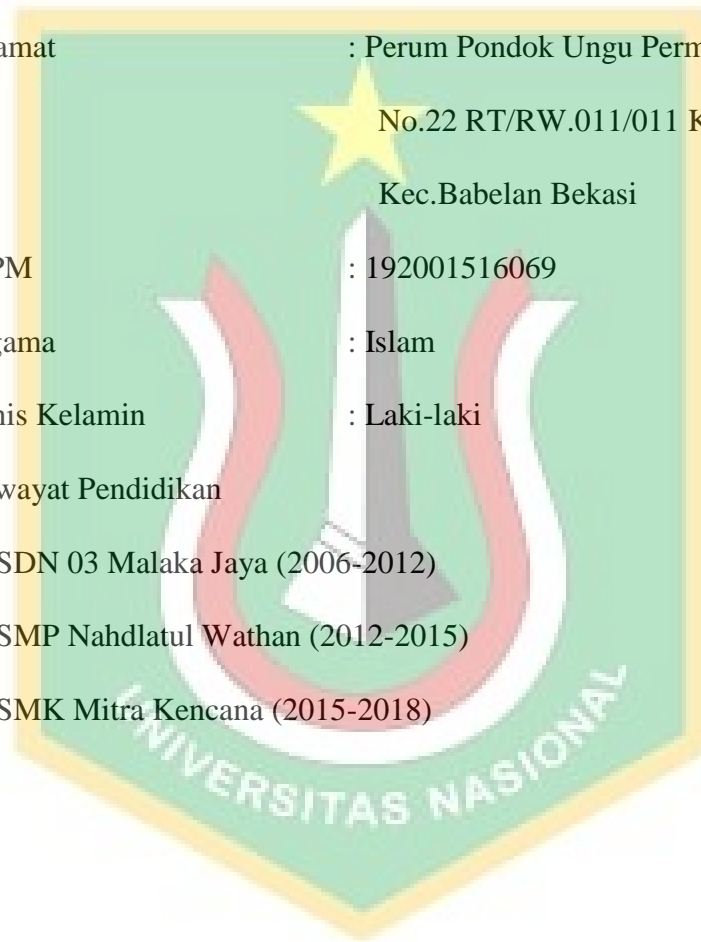 amat : Perum Pondok Ungu Perm
No.22 RT/RW.011/011 K
Kec.Babelan Bekasi
PM : 192001516069
gama : Islam
nis Kelamin : Laki-laki
wayat Pendidikan
SDN 03 Malaka Jaya (2006-2012)
SMP Nahdlatul Wathan (2012-2015)
SMK Mitra Kencana (2015-2018)
UNIVERSITAS NASIONAL